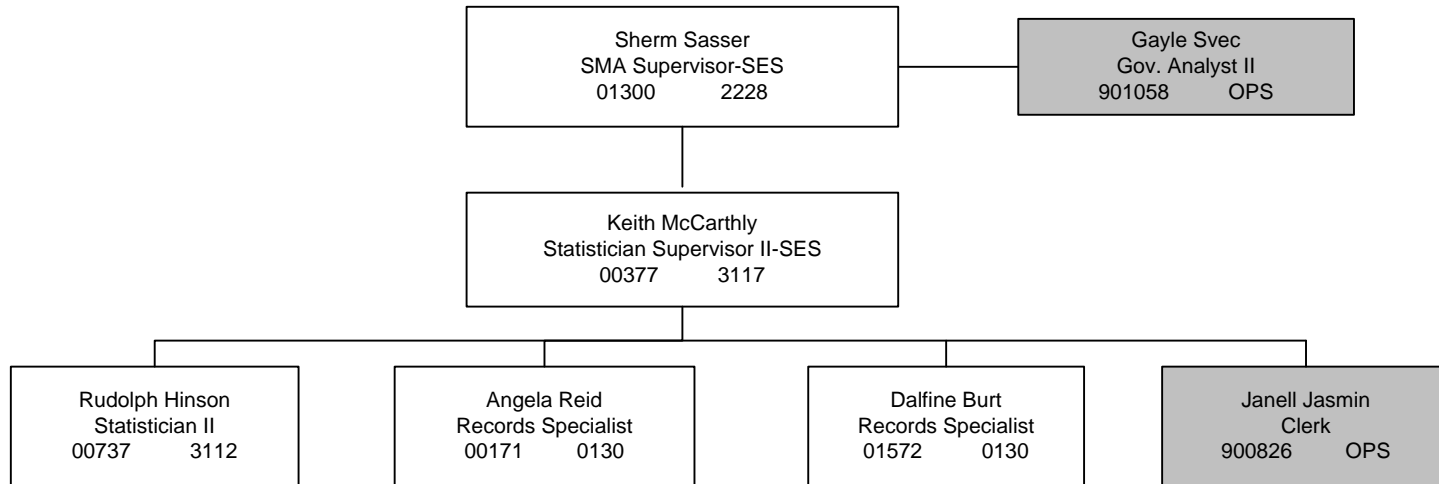 Sherm Sasser
SMA Supervisor-SES
01300 2228
Gayle Svec
Gov. Analyst II
901058 OPS
Keith McCarthly
Statistician Supervisor II-SES
00377 3117
Rudolph Hinson
Statistician II
00737 3112
Angela Reid
Records Specialist
00171 0130
Dalfine Burt
Records Specialist
01572 0130
Janell Jasmin
Clerk
900826 OPS